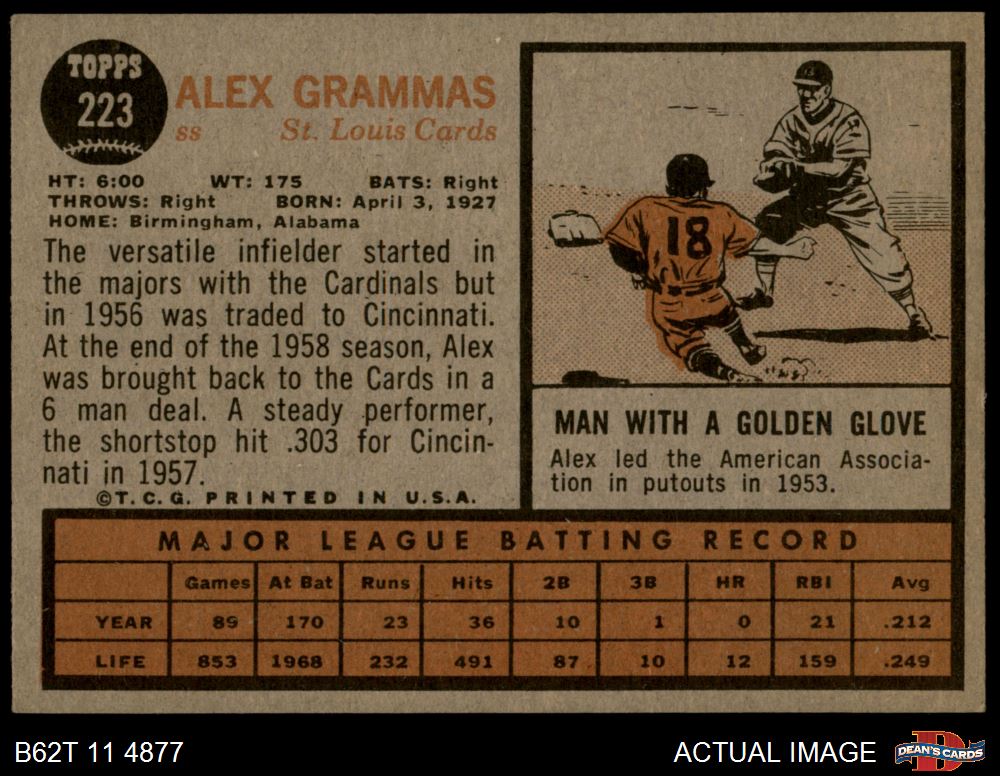 TOPPS
223
ALEX GRAMMAS
SS St. Louis Cards
HT: 6:00 WT: 175 BATS: Right
THROWS: Right BORN: April 3, 1927
HOME: Birmingham, Alabama
The versatile infielder started in
the majors with the Cardinals but
in 1956 was traded to Cincinnati.
At the end of the 1958 season, Alex
was brought back to the Cards in a
6 man deal. A steady performer,
the shortstop hit .303 for Cincin-
nati in 1957.
©T.C.G. PRINTED IN U.S.A.
18
MAN WITH A GOLDEN GLOVE
Alex led the American Associa-
tion in putouts in 1953.
MAJOR LEAGUE BATTING RECORD
Games At Bat Runs Hits 2B 3B HR RBI Avg
YEAR 89 170 23 36 10 1 0 21 .212
LIFE 853 1968 232 491 87 10 12 159 .249
B62T 11 4877 ACTUAL IMAGE DEAN'S CARDS